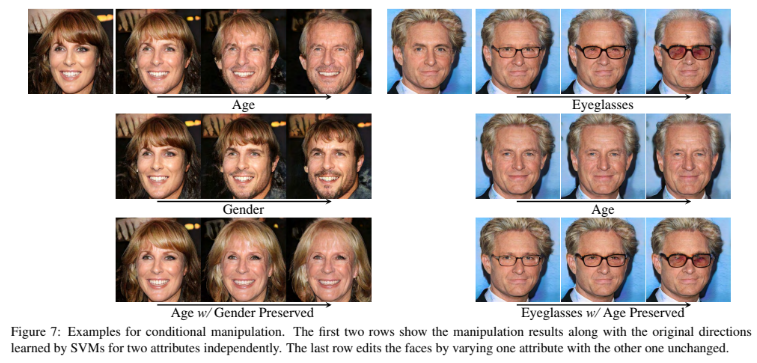 Age
Eyeglasses
Gender
Age
Age w/ Gender Preserved
Eyeglasses w/ Age Preserved
Figure 7: Examples for conditional manipulation. The first two rows show the manipulation results along with the original directions
learned by SVMs for two attributes independently. The last row edits the faces by varying one attribute with the other one unchanged.